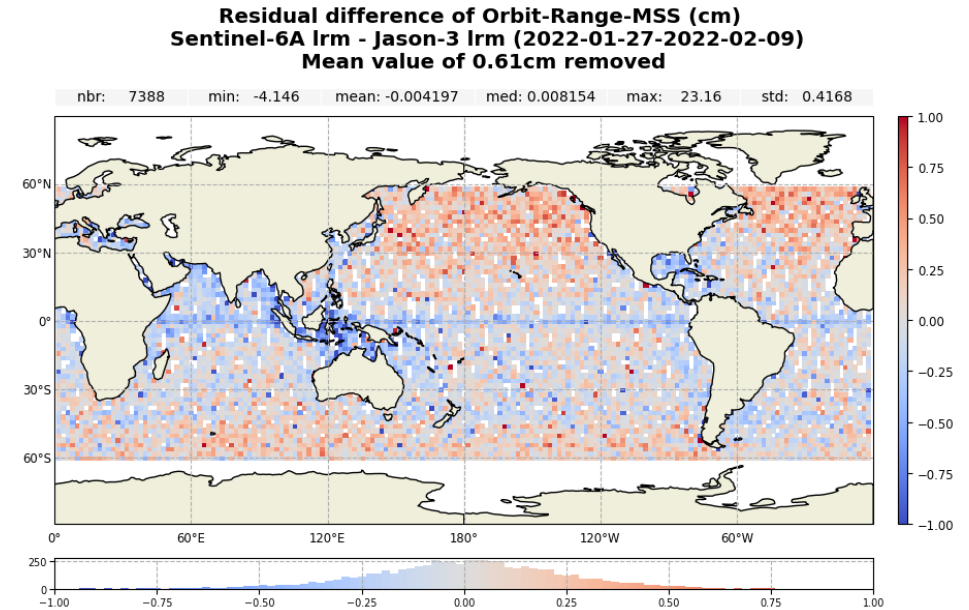 Residual difference of Orbit-Range-MSS (cm)
Sentinel-6A lrm - Jason-3 lrm (2022-01-27-2022-02-09)
Mean value of 0.61cm removed
nbr: 7388 min: -4.146 mean: -0.004197 med: 0.008154 max: 23.16 std: 0.4168
1.00
0.75
60°N
0.50
30°N
0.25
0°
0.00
−0.25
30°S
−0.50
60°S
−0.75
−1.00
0° 60°E 120°E 180° 120°W 60°W
250
0
−1.00 −0.75 −0.50 −0.25 0.00 0.25 0.50 0.75 1.00